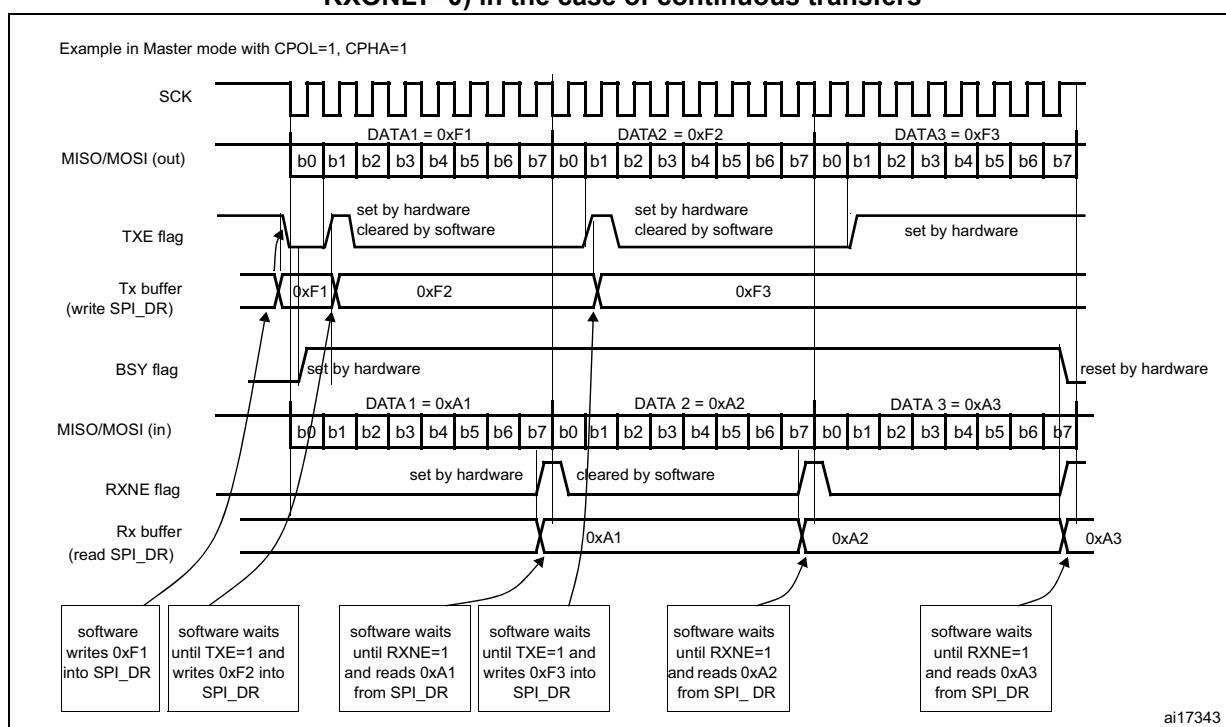 RXONLY=0) in the case of continuous transfers
Example in Master mode with CPOL=1, CPHA=1
SCK
DATA1 = 0xF1
DATA2 = 0xF2
DATA3 = 0xF3
MISO/MOSI (out)
b0 b1 b2 b3 b4 b5 b6 b7 b0 b1 b2 b3 b4 b5 b6 b7 b0 b1 b2 b3 b4 b5 b6 b7
TXE flag
set by hardware
cleared by software
set by hardware
cleared by software
set by hardware
Tx buffer
(write SPI_DR)
0xF1
0xF2
0xF3
BSY flag
set by hardware
reset by hardware
DATA 1 = 0xA1
DATA 2 = 0xA2
DATA 3 = 0xA3
MISO/MOSI (in)
b0 b1 b2 b3 b4 b5 b6 b7 b0 b1 b2 b3 b4 b5 b6 b7 b0 b1 b2 b3 b4 b5 b6 b7
RXNE flag
set by hardware
cleared by software
Rx buffer
(read SPI_DR)
0xA1
0xA2
0xA3
software
writes 0xF1
into SPI_DR
software waits
until TXE=1 and
writes 0xF2 into
SPI_DR
software waits
until RXNE=1
and reads 0xA1
from SPI_DR
software waits
until TXE=1 and
writes 0xF3 into
SPI_DR
software waits
until RXNE=1
and reads 0xA2
from SPI_ DR
software waits
until RXNE=1
and reads 0xA3
from SPI_DR
ai17343